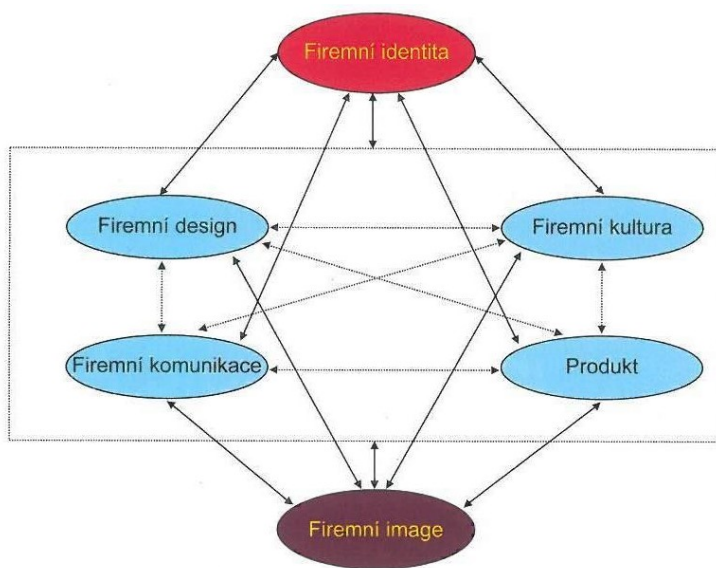 Firemní identita
Firemní design
Firemní kultura
Firemní komunikace
Produkt
Firemní image